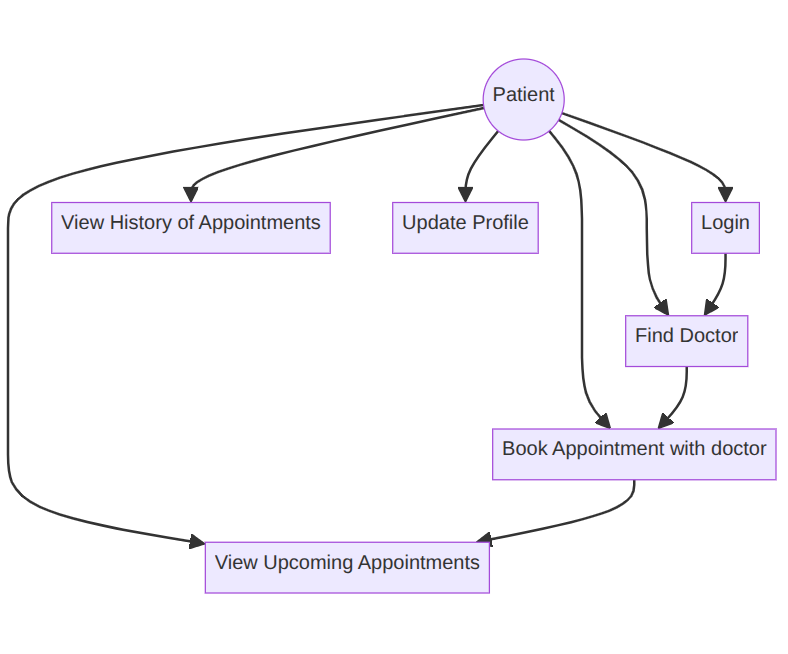 Patient
View History of Appointments
Update Profile
Login
Find Doctor
Book Appointment with doctor
View Upcoming Appointments